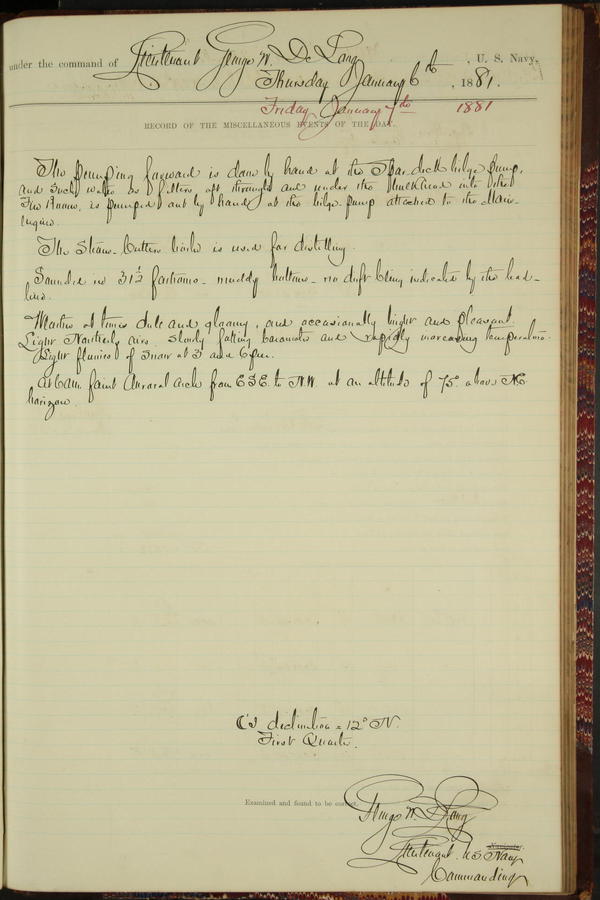 under the command of Lieutenant George W. De Long, U. S. Navy,
Thursday January 6th, 1881.
Friday January 7th 1881
RECORD OF THE MISCELLANEOUS EVENTS OF THE DAY.
The pumping forward is done by hand at the Spar deck bilge pump,
and such water as filters aft through and under the bulkhead into the
Fire Room, is pumped out by hand at the bilge pump attached to the Main
Engine.
The Steam Cutters boiler is used for distilling.
Sounded in 31½ fathoms - muddy bottom - no drift being indicated by the lead-
line.
Weather at times dull and gloomy, and occasionally bright and pleasant.
Light Northerly airs. slowly falling barometer and rapidly increasing temperature.
Light flurries of Snow at 3 and 6 pm.
At 6 a.m. faint Auroral arch from E.S.E. to N.W. at an altitude of 75° above N.E.
horizon.
☾'s declination = 12° N.
First Quarter.
Examined and found to be correct.
George W. De Long
Lieutenant U.S. Navy Navigator.
Commanding